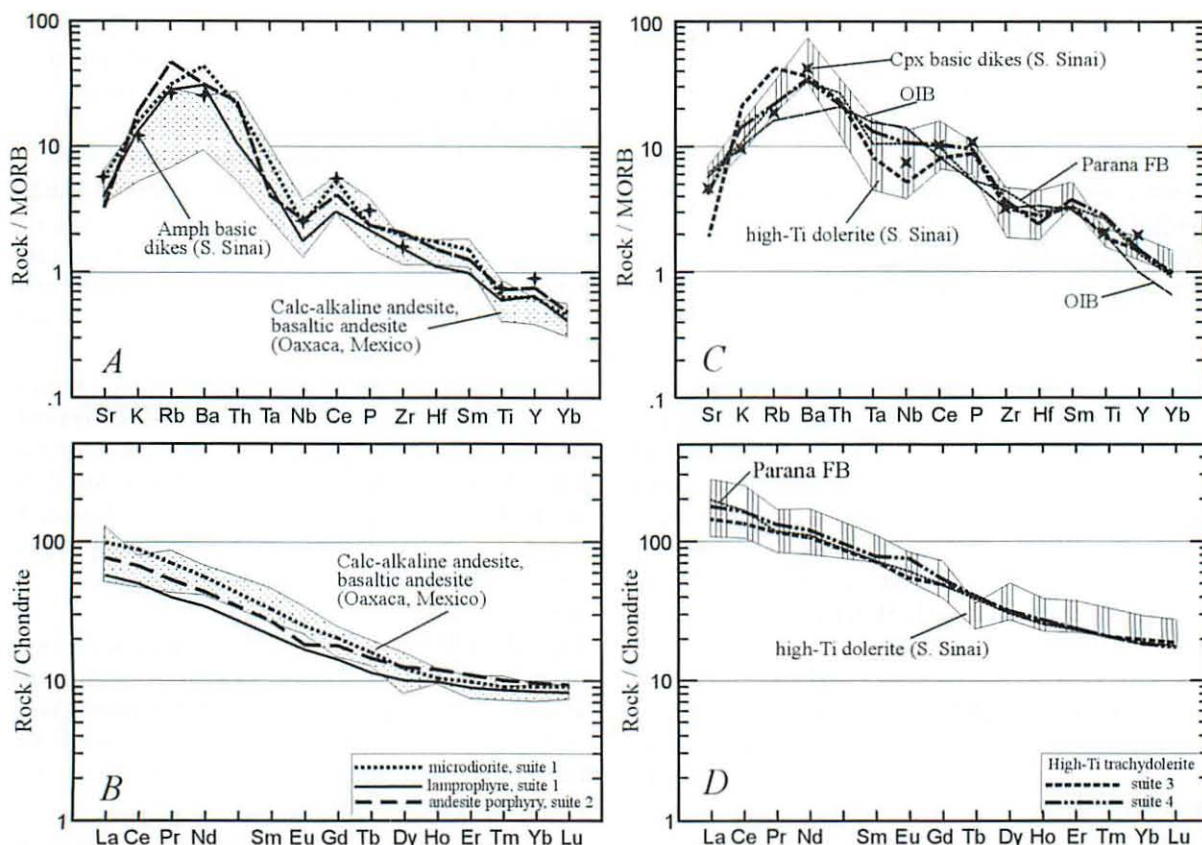 100
10
1
.1
Rock / MORB
Amph basic
dikes (S. Sinai)
Calc-alkaline andesite,
basaltic andesite
(Oaxaca, Mexico)
A
Sr K Rb Ba Th Ta Nb Ce P Zr Hf Sm Ti Y Yb
100
10
1
.1
Rock / MORB
Cpx basic dikes (S. Sinai)
OIB
Parana FB
high-Ti dolerite (S. Sinai)
OIB
C
Sr K Rb Ba Th Ta Nb Ce P Zr Hf Sm Ti Y Yb
100
10
1
Rock / Chondrite
Calc-alkaline andesite,
basaltic andesite
(Oaxaca, Mexico)
B
microdiorite, suite 1
lamprophyre, suite 1
andesite porphyry, suite 2
La Ce Pr Nd Sm Eu Gd Tb Dy Ho Er Tm Yb Lu
100
10
1
Rock / Chondrite
Parana FB
high-Ti dolerite (S. Sinai)
D
High-Ti trachydolerite
suite 3
suite 4
La Ce Pr Nd Sm Eu Gd Tb Dy Ho Er Tm Yb Lu